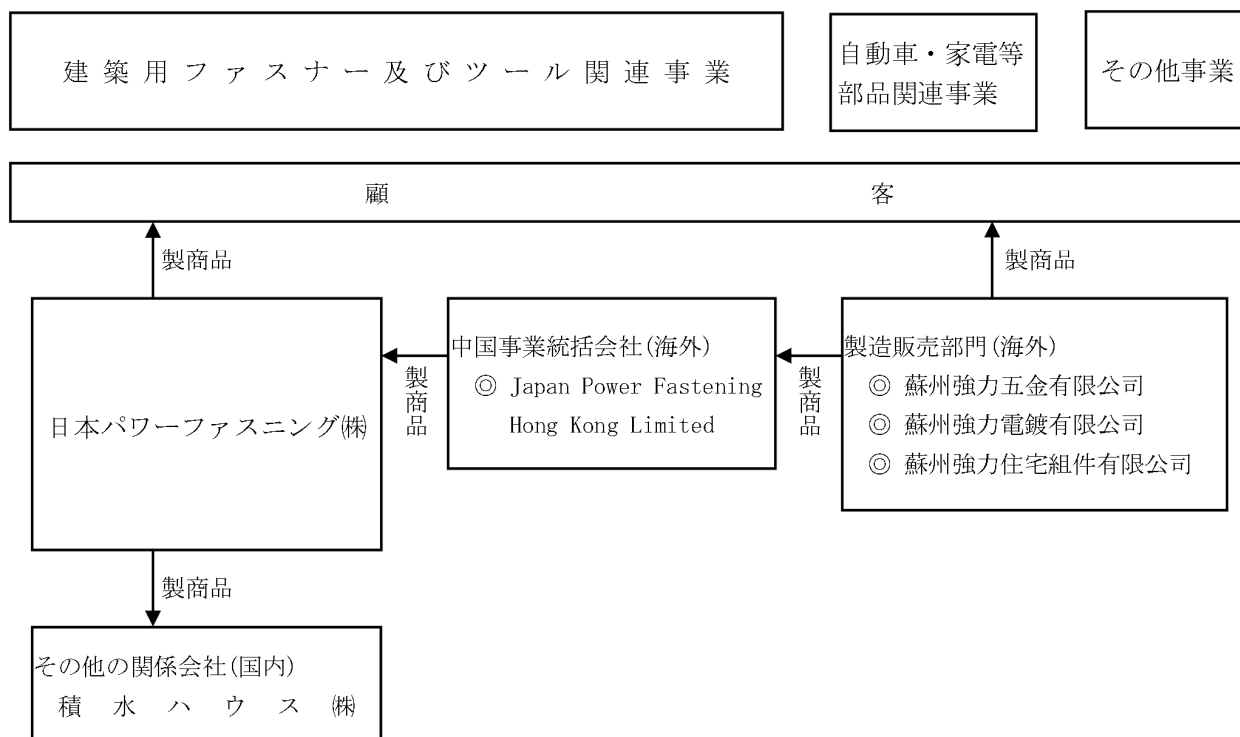 建築用ファスナー及びツール関連事業
自動車・家電等
部品関連事業
その他事業
顧客
製商品
製商品
日本パワーファスニング㈱
製商品
中国事業統括会社(海外)
◎ Japan Power Fastening
Hong Kong Limited
製商品
製造販売部門(海外)
◎ 蘇州強力五金有限公司
◎ 蘇州強力電鍍有限公司
◎ 蘇州強力住宅組件有限公司
製商品
その他の関係会社(国内)
積水ハウス㈱